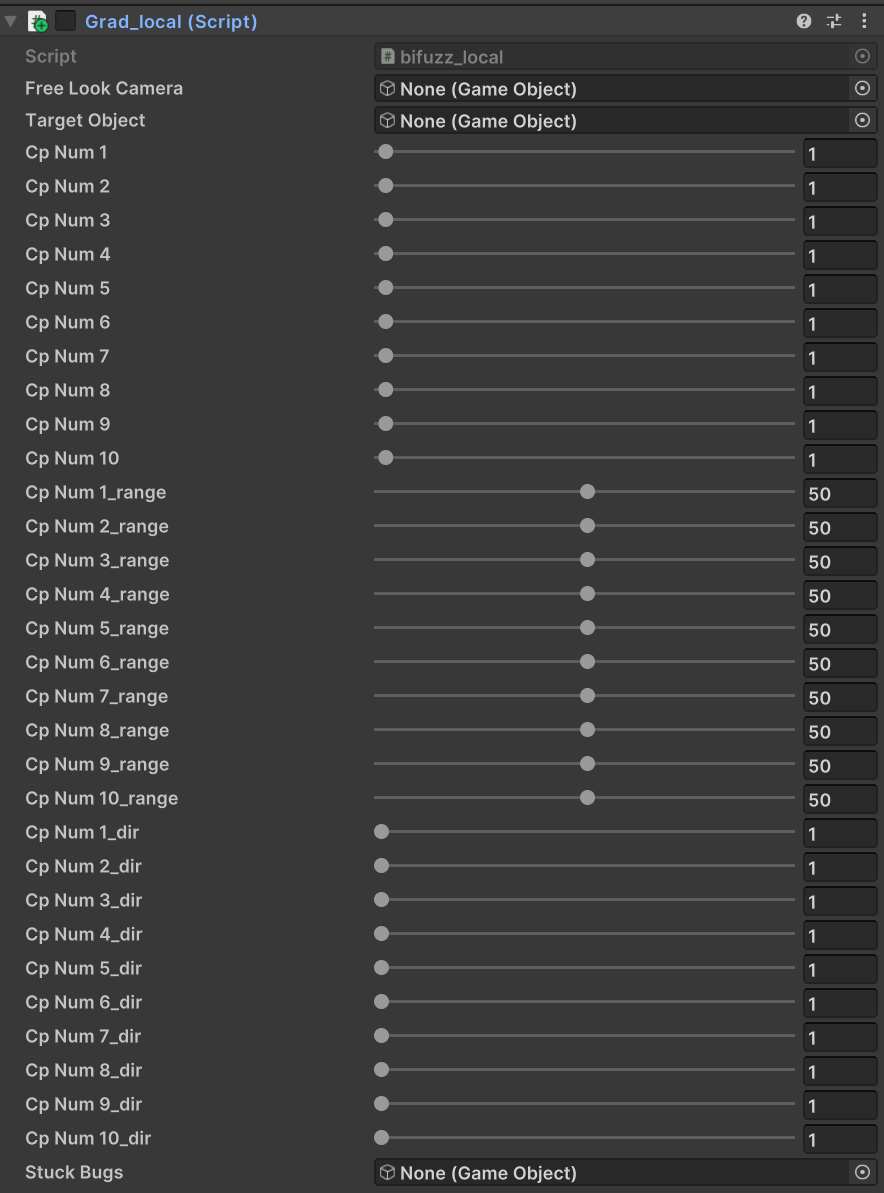 Grad_local (Script)
Script bifuzz_local
Free Look Camera None (Game Object)
Target Object None (Game Object)
Cp Num 1 1
Cp Num 2 1
Cp Num 3 1
Cp Num 4 1
Cp Num 5 1
Cp Num 6 1
Cp Num 7 1
Cp Num 8 1
Cp Num 9 1
Cp Num 10 1
Cp Num 1_range 50
Cp Num 2_range 50
Cp Num 3_range 50
Cp Num 4_range 50
Cp Num 5_range 50
Cp Num 6_range 50
Cp Num 7_range 50
Cp Num 8_range 50
Cp Num 9_range 50
Cp Num 10_range 50
Cp Num 1_dir 1
Cp Num 2_dir 1
Cp Num 3_dir 1
Cp Num 4_dir 1
Cp Num 5_dir 1
Cp Num 6_dir 1
Cp Num 7_dir 1
Cp Num 8_dir 1
Cp Num 9_dir 1
Cp Num 10_dir 1
Stuck Bugs None (Game Object)